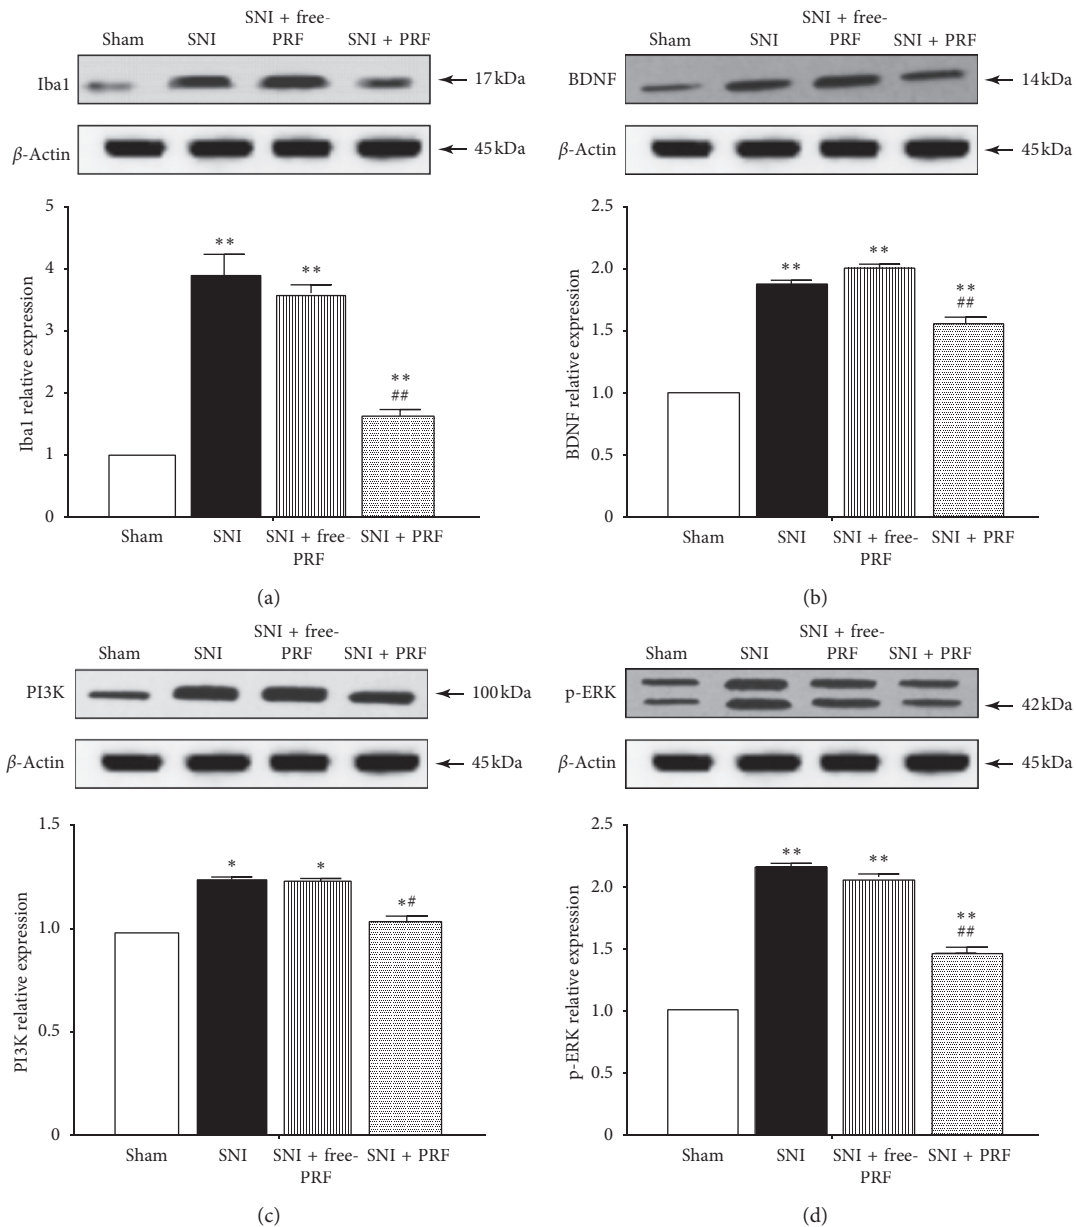 SNI + free-
Sham SNI PRF SNI + PRF
Iba1 17 kDa
β-Actin 45 kDa
5
4
3
2
1
0
Iba1 relative expression
**
**
**
##
Sham SNI SNI + free- SNI + PRF
PRF
(a)
SNI + free-
Sham SNI PRF SNI + PRF
BDNF 14 kDa
β-Actin 45 kDa
2.5
2.0
1.5
1.0
0.5
0
BDNF relative expression
**
**
**
##
Sham SNI SNI + free- SNI + PRF
PRF
(b)
SNI + free-
Sham SNI PRF SNI + PRF
PI3K 100 kDa
β-Actin 45 kDa
1.5
1.0
0.5
0
PI3K relative expression
*
*
*#
Sham SNI SNI + free- SNI + PRF
PRF
(c)
SNI + free-
Sham SNI PRF SNI + PRF
p-ERK 42 kDa
β-Actin 45 kDa
2.5
2.0
1.5
1.0
0.5
0
p-ERK relative expression
**
**
**
##
Sham SNI SNI + free- SNI + PRF
PRF
(d)